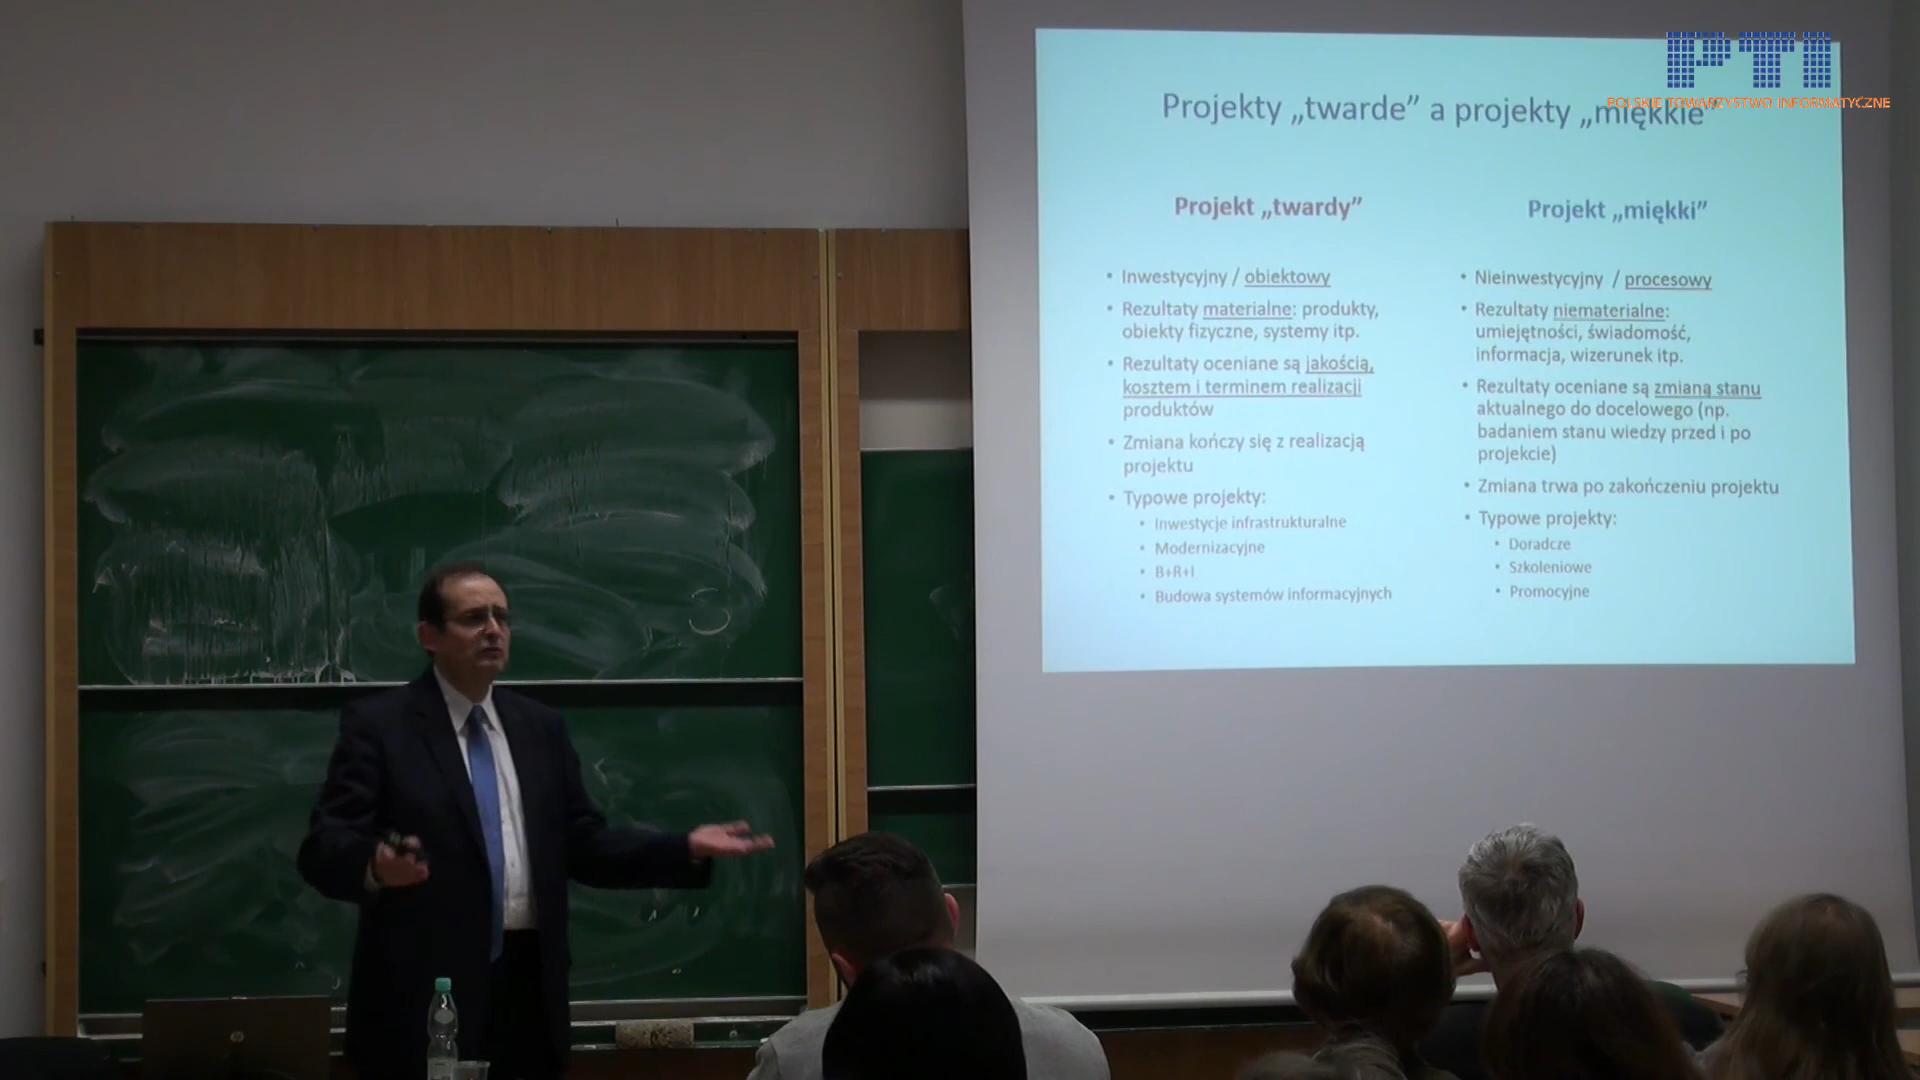 PTI
POLSKIE TOWARZYSTWO INFORMATYCZNE
Projekty „twarde” a projekty „miękkie”
Projekt „twardy”
• Inwestycyjny / obiektowy
• Rezultaty materialne: produkty,
obiekty fizyczne, systemy itp.
• Rezultaty oceniane są jakością,
kosztem i terminem realizacji
produktów
• Zmiana kończy się z realizacją
projektu
• Typowe projekty:
• Inwestycje infrastrukturalne
• Modernizacyjne
• B+R+I
• Budowa systemów informacyjnych
Projekt „miękki”
• Nieinwestycyjny / procesowy
• Rezultaty niematerialne:
umiejętności, świadomość,
informacja, wizerunek itp.
• Rezultaty oceniane są zmianą stanu
aktualnego do docelowego (np.
badaniem stanu wiedzy przed i po
projekcie)
• Zmiana trwa po zakończeniu projektu
• Typowe projekty:
• Doradcze
• Szkoleniowe
• Promocyjne
hp